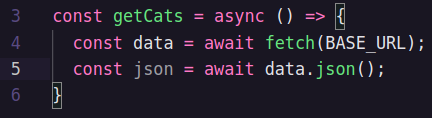 3 const getCats = async () => {
4   const data = await fetch(BASE_URL);
5   const json = await data.json();
6 }